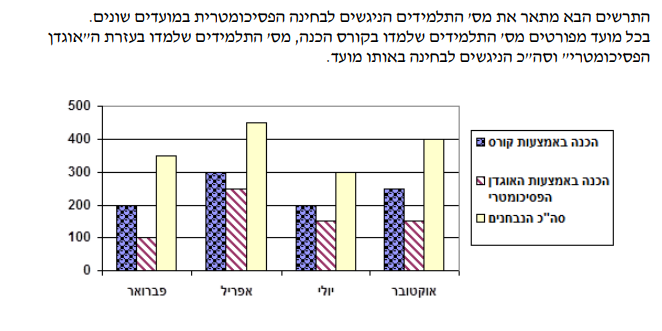 התרשים הבא מתאר את מס׳ התלמידים הניגשים לבחינה הפסיכומטרית במועדים שונים.
בכל מועד מפורטים מס׳ התלמידים שלמדו בקורס הכנה, מס׳ התלמידים שלמדו בעזרת ה״אוגדן
הפסיכומטרי״ וסה״כ הניגשים לבחינה באותו מועד.
500
400
300
200
100
0
פברואר
אפריל
יולי
אוקטובר
הכנה באמצעות קורס
הכנה באמצעות האוגדן
הפסיכומטרי
סה"כ הנבחנים